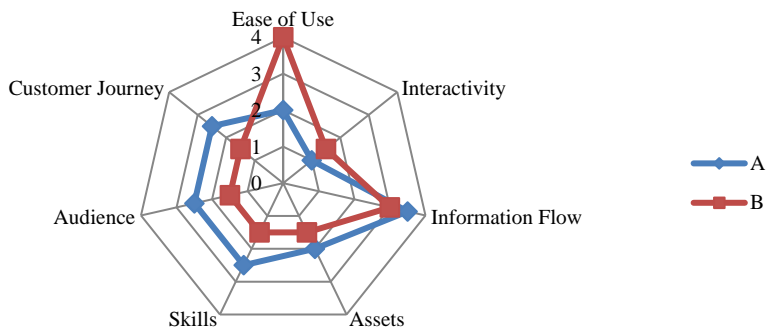 Ease of Use
4
3
2
1
0
Customer Journey
Interactivity
Audience
Information Flow
Skills
Assets
A
B